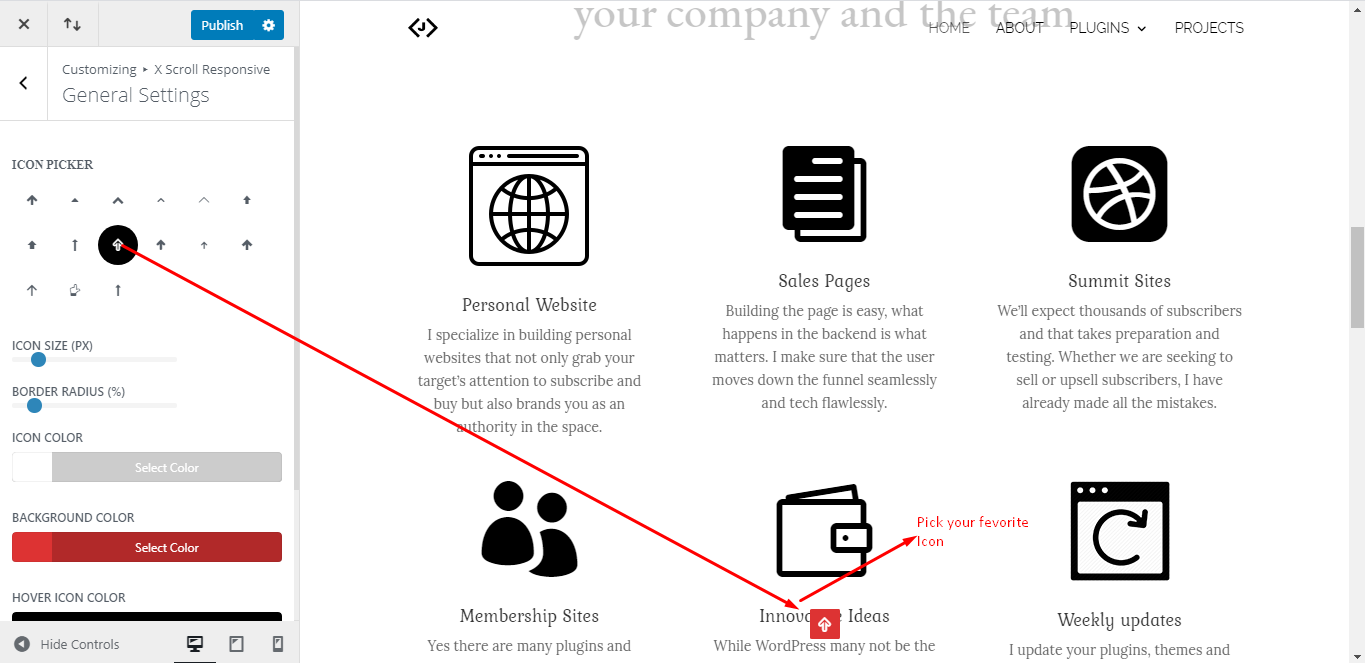 Publish
Customizing ▸ X Scroll Responsive
General Settings
ICON PICKER
ICON SIZE (PX)
BORDER RADIUS (%)
ICON COLOR
Select Color
BACKGROUND COLOR
Select Color
HOVER ICON COLOR
Hide Controls
your company and the team
HOME ABOUT PLUGINS PROJECTS
Personal Website
I specialize in building personal
websites that not only grab your
target's attention to subscribe and
buy but also brands you as an
authority in the space.
Sales Pages
Building the page is easy, what
happens in the backend is what
matters. I make sure that the user
moves down the funnel seamlessly
and tech flawlessly.
Summit Sites
We'll expect thousands of subscribers
and that takes preparation and
testing. Whether we are seeking to
sell or upsell subscribers, I have
already made all the mistakes.
Membership Sites
Yes there are many plugins and
Innovative Ideas
While WordPress many not be the
Pick your fevorite
Icon
Weekly updates
I update your plugins, themes and